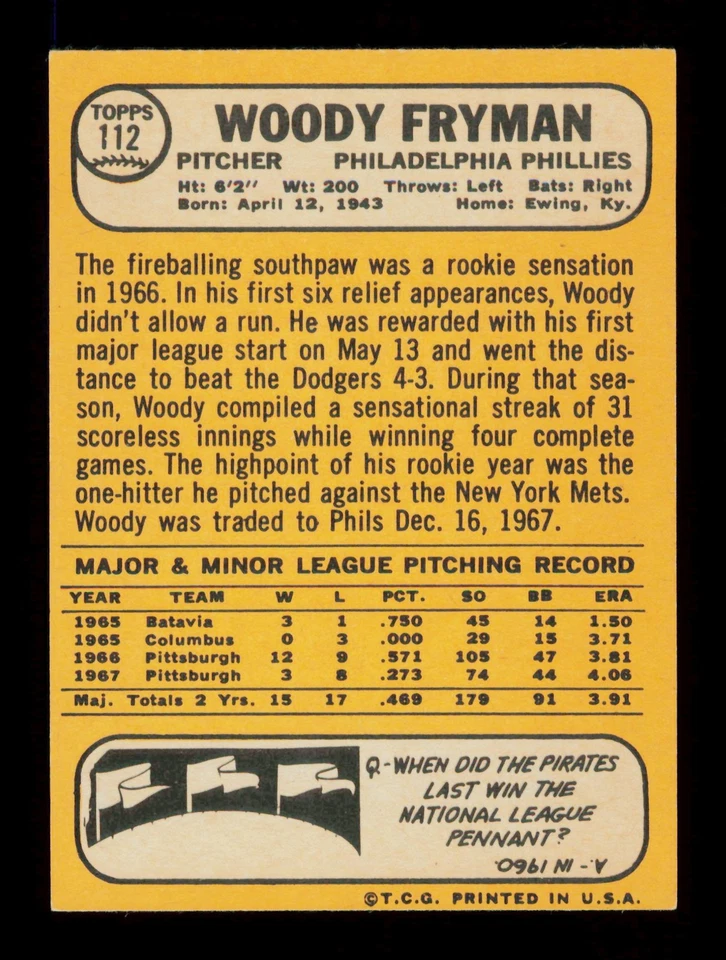 TOPPS
112
WOODY FRYMAN
PITCHER PHILADELPHIA PHILLIES
Ht: 6'2" Wt: 200 Throws: Left Bats: Right
Born: April 12, 1943 Home: Ewing, Ky.
The fireballing southpaw was a rookie sensation
in 1966. In his first six relief appearances, Woody
didn't allow a run. He was rewarded with his first
major league start on May 13 and went the dis-
tance to beat the Dodgers 4-3. During that sea-
son, Woody compiled a sensational streak of 31
scoreless innings while winning four complete
games. The highpoint of his rookie year was the
one-hitter he pitched against the New York Mets.
Woody was traded to Phils Dec. 16, 1967.
MAJOR & MINOR LEAGUE PITCHING RECORD
YEAR TEAM W L PCT. SO BB ERA
1965 Batavia 3 1 .750 45 14 1.50
1965 Columbus 0 3 .000 29 15 3.71
1966 Pittsburgh 12 9 .571 105 47 3.81
1967 Pittsburgh 3 8 .273 74 44 4.06
Maj. Totals 2 Yrs. 15 17 .469 179 91 3.91
Q-WHEN DID THE PIRATES
LAST WIN THE
NATIONAL LEAGUE
PENNANT?
A-IN 1960.
©T.C.G. PRINTED IN U.S.A.